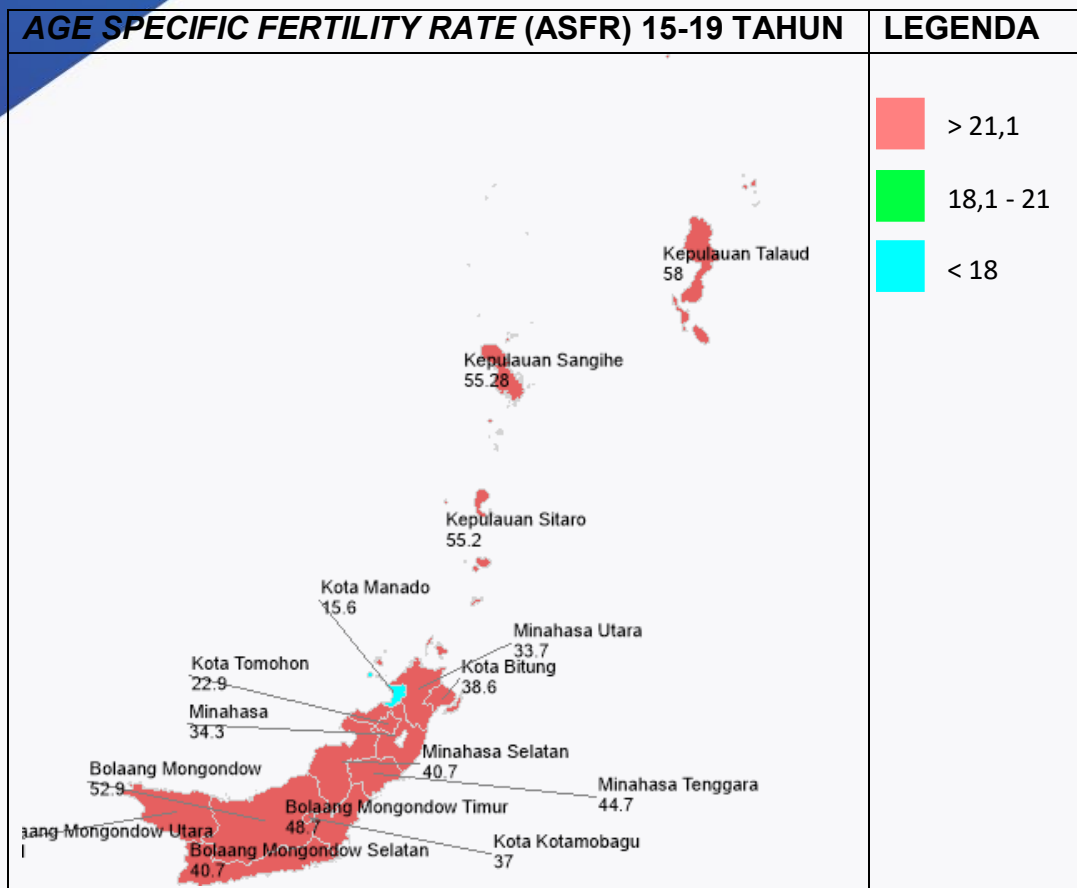 AGE SPECIFIC FERTILITY RATE (ASFR) 15-19 TAHUN
LEGENDA
> 21,1
18,1 - 21
< 18
Kepulauan Talaud
58
Kepulauan Sangihe
55.28
Kepulauan Sitaro
55.2
Kota Manado
15.6
Minahasa Utara
33.7
Kota Bitung
38.6
Kota Tomohon
22.9
Minahasa
34.3
Minahasa Selatan
40.7
Minahasa Tenggara
44.7
Bolaang Mongondow
52.9
Bolaang Mongondow Timur
48.7
aang Mongondow Utara
Kota Kotamobagu
37
Bolaang Mongondow Selatan
40.7